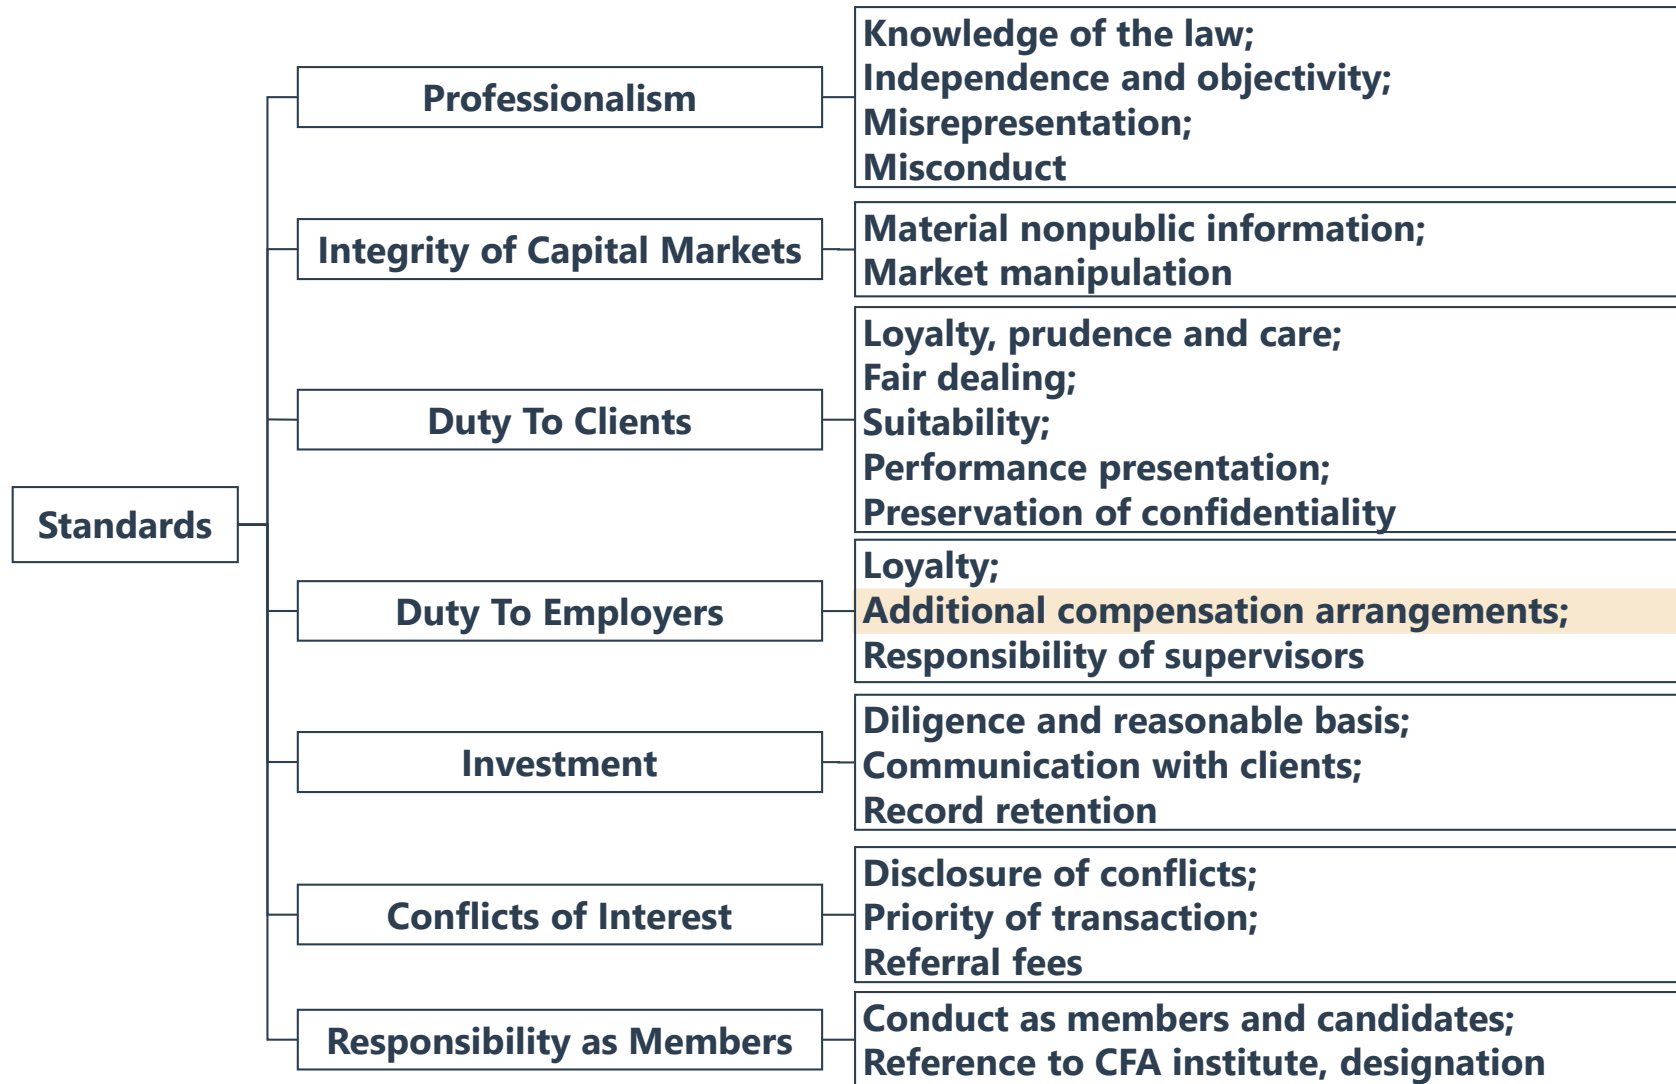 Standards
Professionalism
Knowledge of the law;
Independence and objectivity;
Misrepresentation;
Misconduct
Integrity of Capital Markets
Material nonpublic information;
Market manipulation
Duty To Clients
Loyalty, prudence and care;
Fair dealing;
Suitability;
Performance presentation;
Preservation of confidentiality
Duty To Employers
Loyalty;
Additional compensation arrangements;
Responsibility of supervisors
Investment
Diligence and reasonable basis;
Communication with clients;
Record retention
Conflicts of Interest
Disclosure of conflicts;
Priority of transaction;
Referral fees
Responsibility as Members
Conduct as members and candidates;
Reference to CFA institute, designation